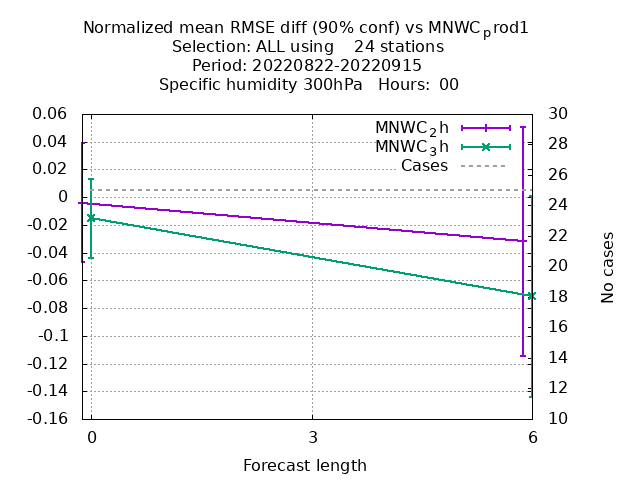 Normalized mean RMSE diff (90% conf) vs MNWCprod1
Selection: ALL using 24 stations
Period: 20220822-20220915
Specific humidity 300hPa Hours: 00
0.06 30
MNWC2h
0.04 28
MNWC3h
Cases
0.02 26
0 24
-0.02 22
-0.04 20
-0.06 18
-0.08 16
-0.1 14
-0.12 12
-0.14 10
-0.16
No cases
0 3 6
Forecast length